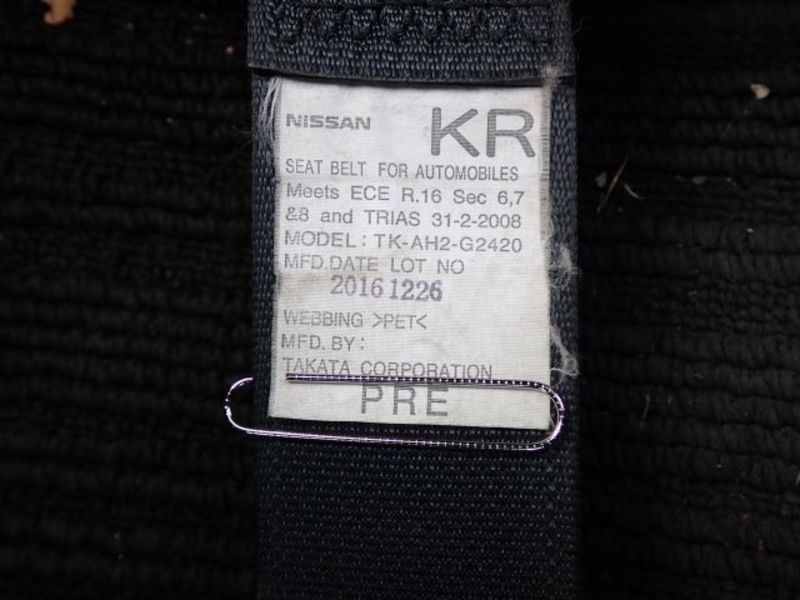 NISSAN KR
SEAT BELT FOR AUTOMOBILES
Meets ECE R.16 Sec 6,7
&8 and TRIAS 31-2-2008
MODEL: TK-AH2-G2420
MFD.DATE LOT NO
20161226
WEBBING >PET<
MFD. BY:
TAKATA CORPORATION
PRE